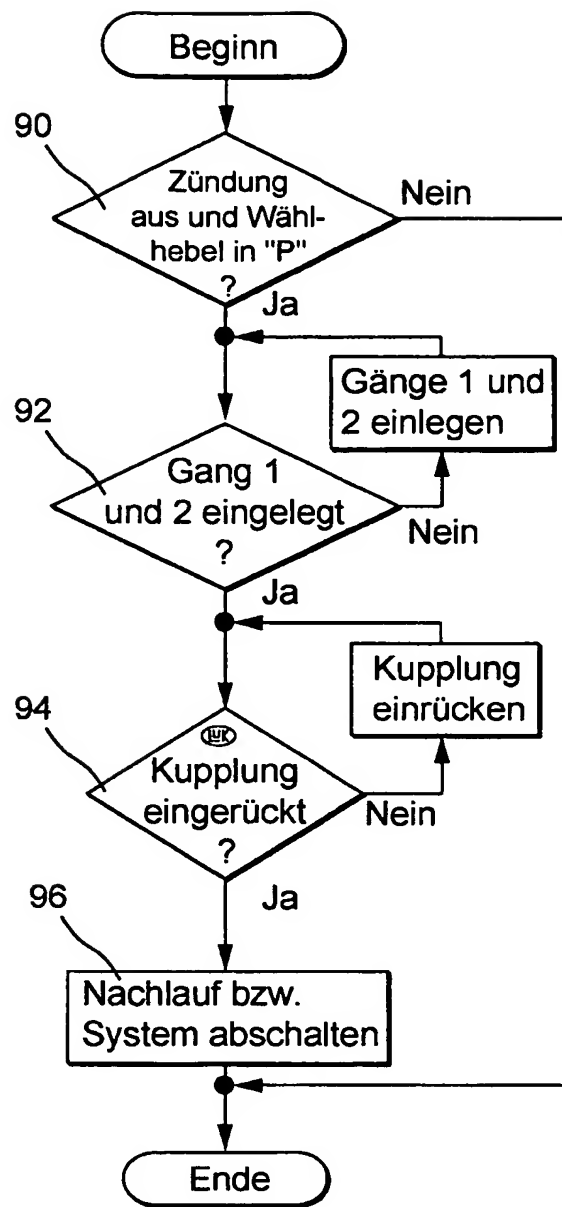 Beginn
90
Zündung
aus und Wähl-
hebel in "P"
?
Nein
Ja
Gänge 1 und
2 einlegen
92
Gang 1
und 2 eingelegt
?
Nein
Ja
Kupplung
einrücken
94
LuK
Kupplung
eingerückt
?
Nein
Ja
96
Nachlauf bzw.
System abschalten
Ende